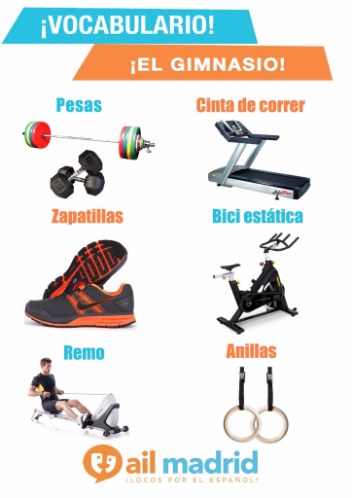 ¡VOCABULARIO!
¡EL GIMNASIO!
Pesas
Cinta de correr
Zapatillas
Bici estática
Remo
Anillas
ail madrid
¡LOCOS POR EL ESPAÑOL!